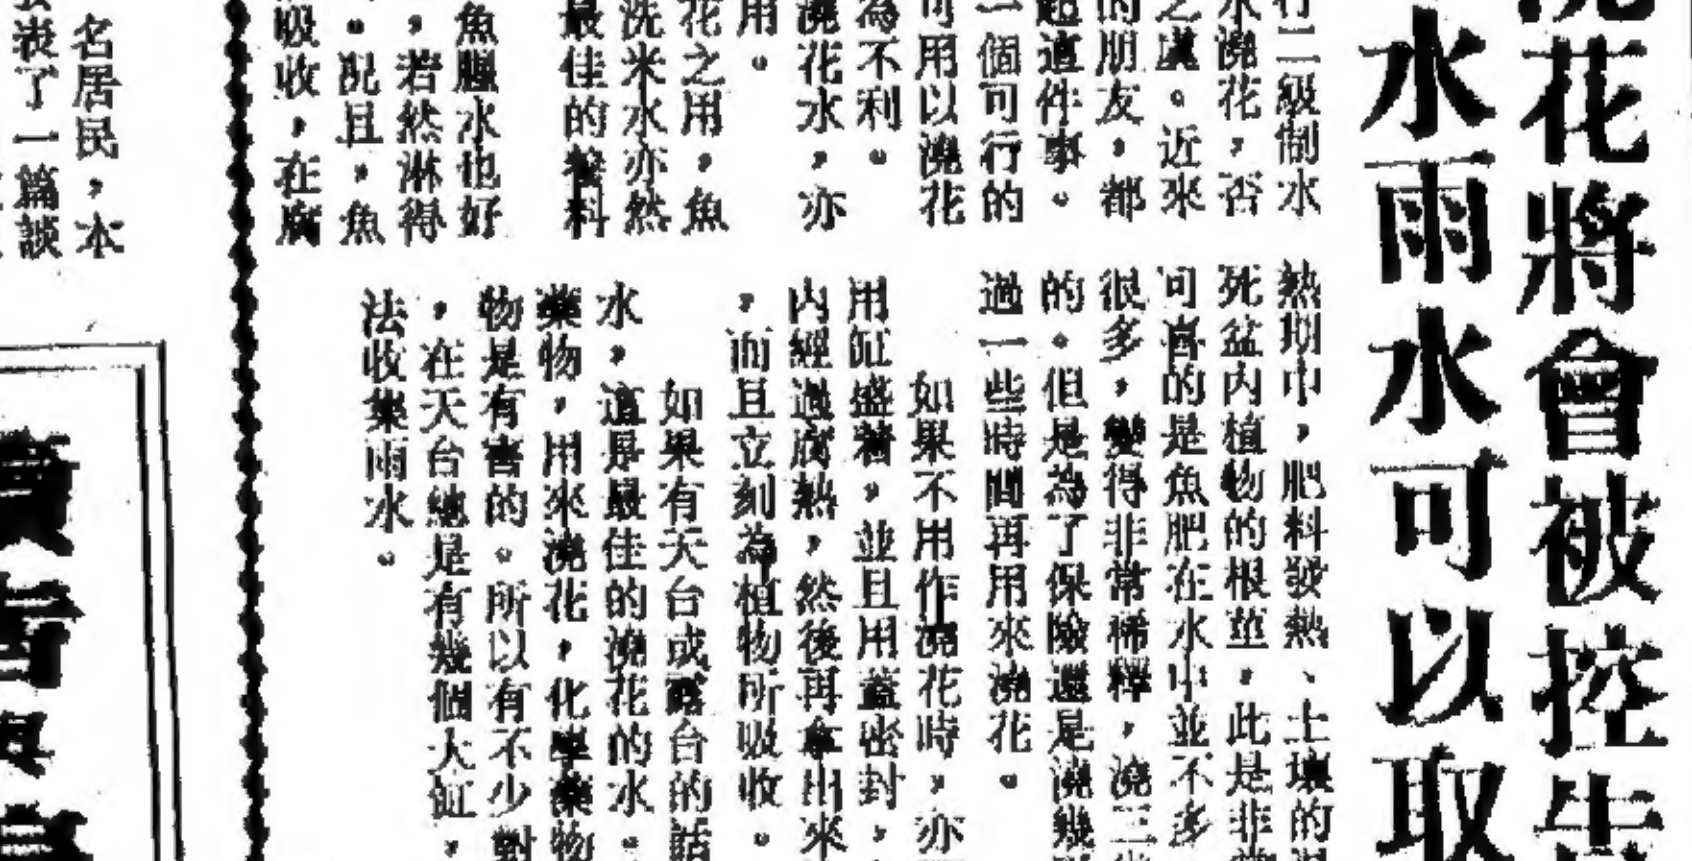 花將會被控告
水雨水可以取
行二級制水
水澆花，否
之虞。近來
的朋友，都
起這件事。
一個可行的
可用以澆花
為不利。
澆花水，亦
用。
花之用，魚
洗米水亦然
最佳的養料
魚腥水也好
，若然淋得
。況且，魚
吸收，在腐
熱期中，肥料發熱、土壤的
死盆內植物的根莖，此是非
可喜的是魚肥在水中並不多
很多，變得非常稀釋，澆三
的。但是為了保險還是澆幾
過一些時間再用來澆花。
如果不用作澆花時，亦
用缸盛着，並且用蓋密封，
內經過腐熱，然後再拿出來
，而且立刻為植物所吸收。
如果有天台或露台的話
水，這是最佳的澆花的水。
藥物，用來澆花，化學藥物
物是有害的。所以有不少對
，在天台總是有幾個大缸，
法收集雨水。
名居民，本
表了一篇談